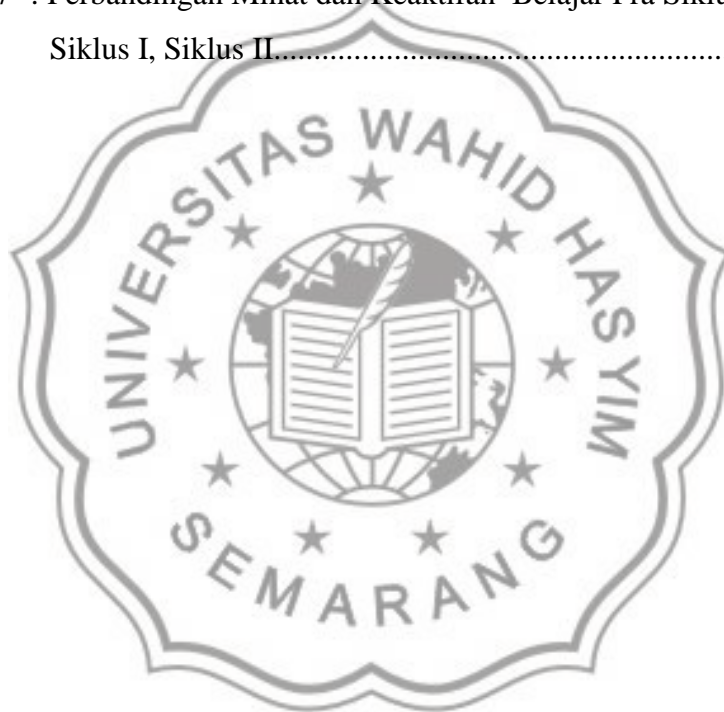 : Perbandingan Minat dan Keaktifan Belajar Pra
Siklus I, Siklus II......................................................
UNIVERSITAS WAHID HASYIM
SEMARANG